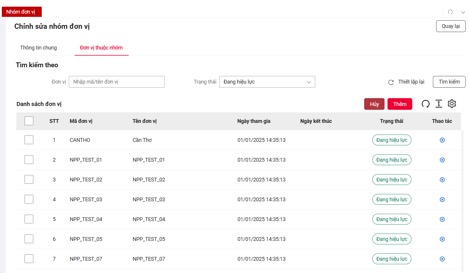 Nhóm đơn vị
Chỉnh sửa nhóm đơn vị
Quay lại
Thông tin chung Đơn vị thuộc nhóm
Tìm kiếm theo
Đơn vị Nhập mã/tên đơn vị Trạng thái Đang hiệu lực Thiết lập lại Tìm kiếm
Danh sách đơn vị Hủy Thêm
STT Mã đơn vị Tên đơn vị Ngày tham gia Ngày kết thúc Trạng thái Thao tác
1 CANTHO Cần Thơ 01/01/2025 14:35:13 Đang hiệu lực
2 NPP_TEST_01 NPP_TEST_01 01/01/2025 14:35:13 Đang hiệu lực
3 NPP_TEST_02 NPP_TEST_02 01/01/2025 14:35:13 Đang hiệu lực
4 NPP_TEST_03 NPP_TEST_03 01/01/2025 14:35:13 Đang hiệu lực
5 NPP_TEST_04 NPP_TEST_04 01/01/2025 14:35:13 Đang hiệu lực
6 NPP_TEST_05 NPP_TEST_05 01/01/2025 14:35:13 Đang hiệu lực
7 NPP_TEST_07 NPP_TEST_07 01/01/2025 14:35:13 Đang hiệu lực